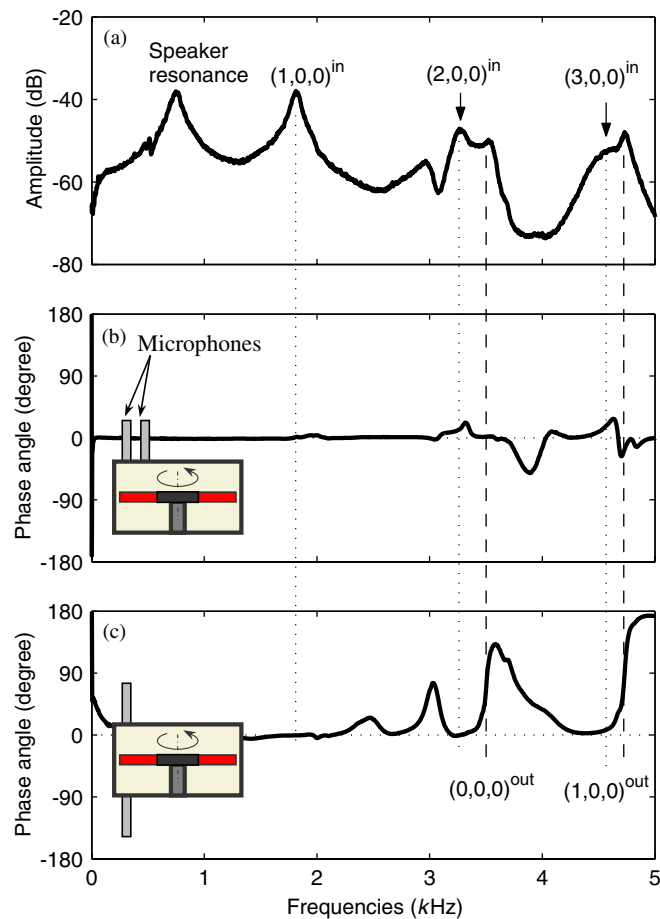 -20
(a)
Speaker
resonance
(1,0,0)in
(2,0,0)in
(3,0,0)in
-40
-60
-80
Amplitude (dB)
180
(b)
Microphones
90
0
-90
-180
Phase angle (degree)
180
(c)
90
0
-90
-180
Phase angle (degree)
(0,0,0)out
(1,0,0)out
0
1
2
3
4
5
Frequencies (kHz)